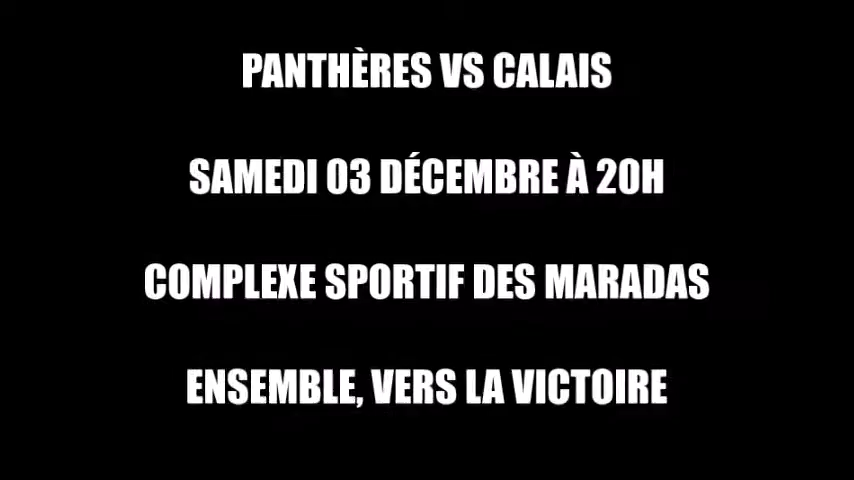 PANTHÈRES VS CALAIS
SAMEDI 03 DÉCEMBRE À 20H
COMPLEXE SPORTIF DES MARADAS
ENSEMBLE, VERS LA VICTOIRE